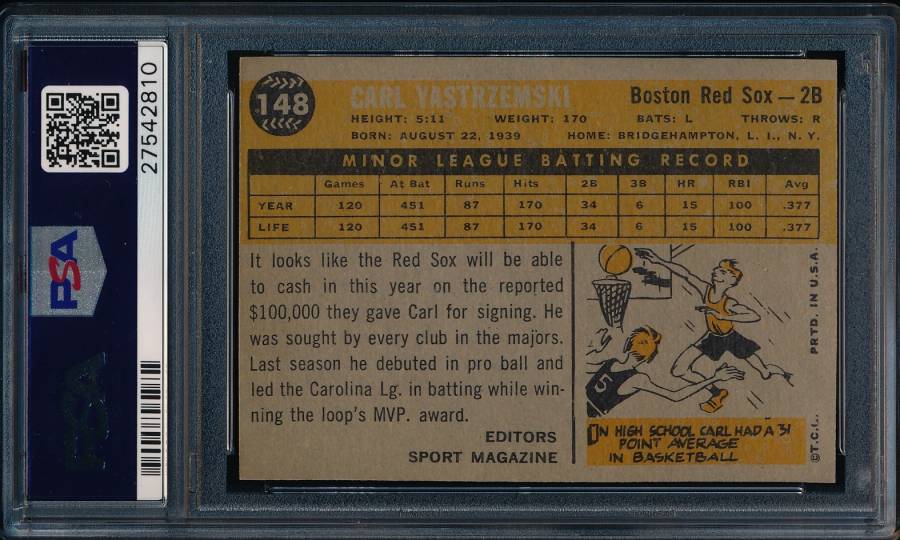 27542810
PSA
PSA
148
CARL YASTRZEMSKI
Boston Red Sox — 2B
HEIGHT: 5:11 WEIGHT: 170 BATS: L THROWS: R
BORN: AUGUST 22, 1939 HOME: BRIDGEHAMPTON, L. I., N. Y.
MINOR LEAGUE BATTING RECORD
Games At Bat Runs Hits 2B 3B HR RBI Avg
YEAR 120 451 87 170 34 6 15 100 .377
LIFE 120 451 87 170 34 6 15 100 .377
It looks like the Red Sox will be able
to cash in this year on the reported
$100,000 they gave Carl for signing. He
was sought by every club in the majors.
Last season he debuted in pro ball and
led the Carolina Lg. in batting while win-
ning the loop's MVP. award.
EDITORS
SPORT MAGAZINE
5
IN HIGH SCHOOL CARL HAD A 31
POINT AVERAGE
IN BASKETBALL
©T.C.G. PRTD. IN U.S.A.